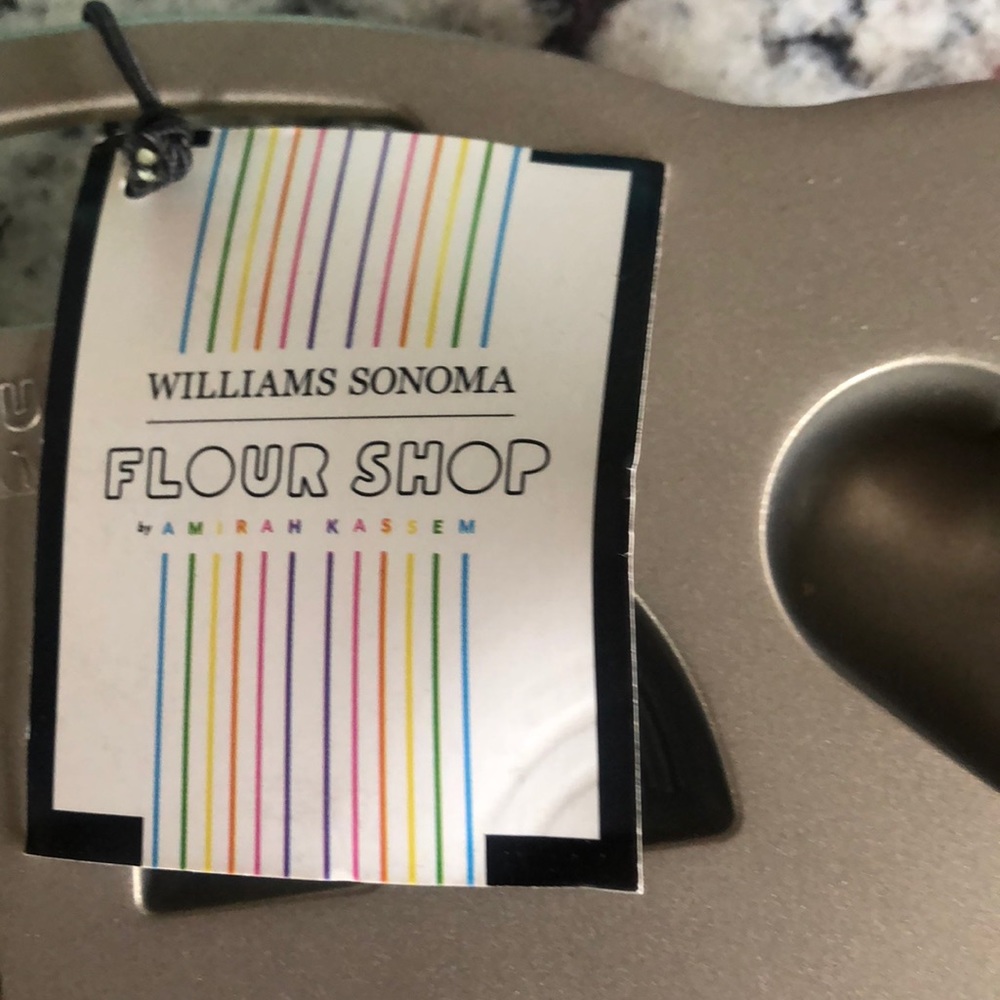 WILLIAMS SONOMA
FLOUR SHOP
by AMIRAH KASSEM
U